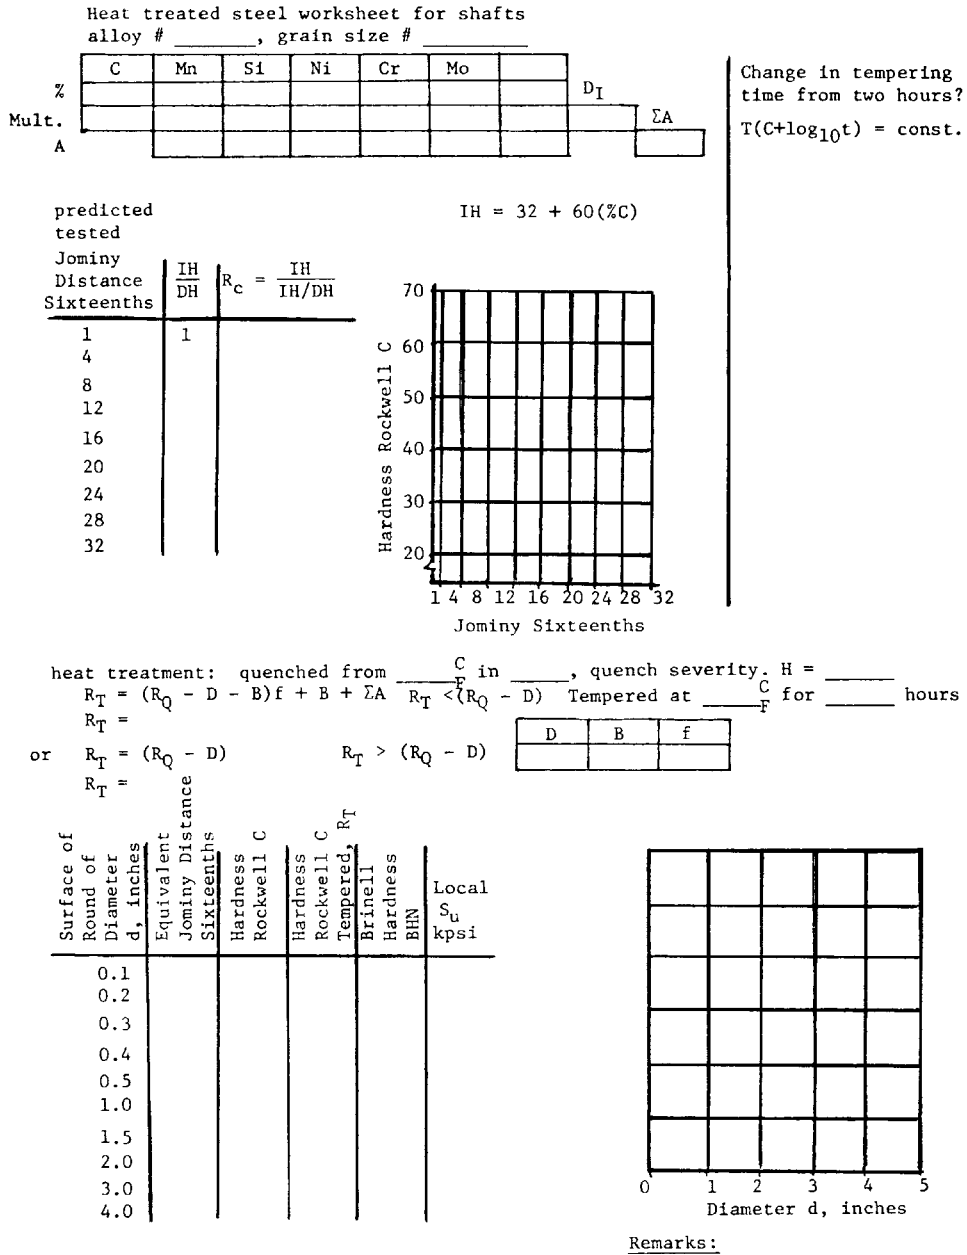 Heat treated steel worksheet for shafts
alloy # ________, grain size # ________
C Mn Si Ni Cr Mo
%
D_I
Mult.
ΣA
A
Change in tempering
time from two hours?
T(C+log₁₀t) = const.
predicted
tested
Jominy
Distance
Sixteenths
IH/DH
R_c = IH/(IH/DH)
1 1
4
8
12
16
20
24
28
32
IH = 32 + 60(%C)
Hardness Rockwell C
70
60
50
40
30
20
1 4 8 12 16 20 24 28 32
Jominy Sixteenths
heat treatment: quenched from ______ C/F in ______, quench severity. H = ______
R_T = (R_Q - D - B)f + B + ΣA R_T < (R_Q - D) Tempered at _____ C/F for ______ hours
R_T =
or R_T = (R_Q - D) R_T > (R_Q - D)
R_T =
D B f
Surface of
Round of
Diameter
d, inches
Equivalent
Jominy Distance
Sixteenths
Hardness
Rockwell C
Hardness
Rockwell C
Tempered, R_T
Brinell
Hardness
BHN
Local
S_u
kpsi
0.1
0.2
0.3
0.4
0.5
1.0
1.5
2.0
3.0
4.0
0 1 2 3 4 5
Diameter d, inches
Remarks: